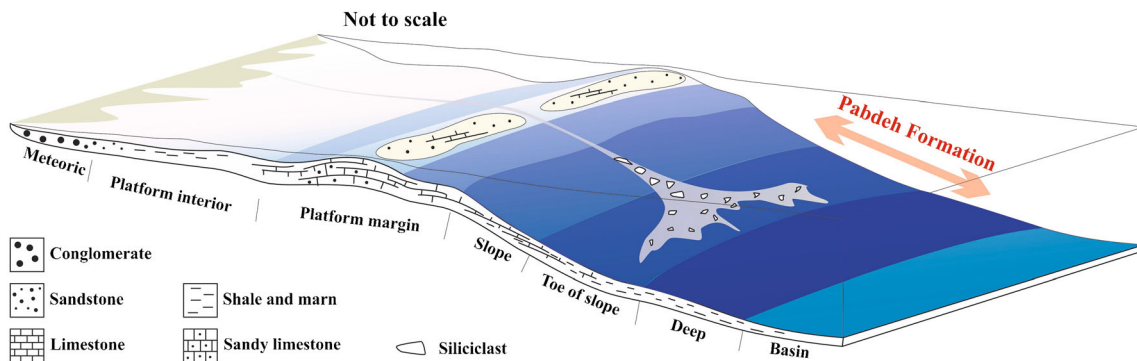 Not to scale
Pabdeh Formation
Meteoric
Platform interior
Platform margin
Slope
Toe of slope
Deep
Basin
Conglomerate
Sandstone
Shale and marn
Limestone
Sandy limestone
Siliciclast